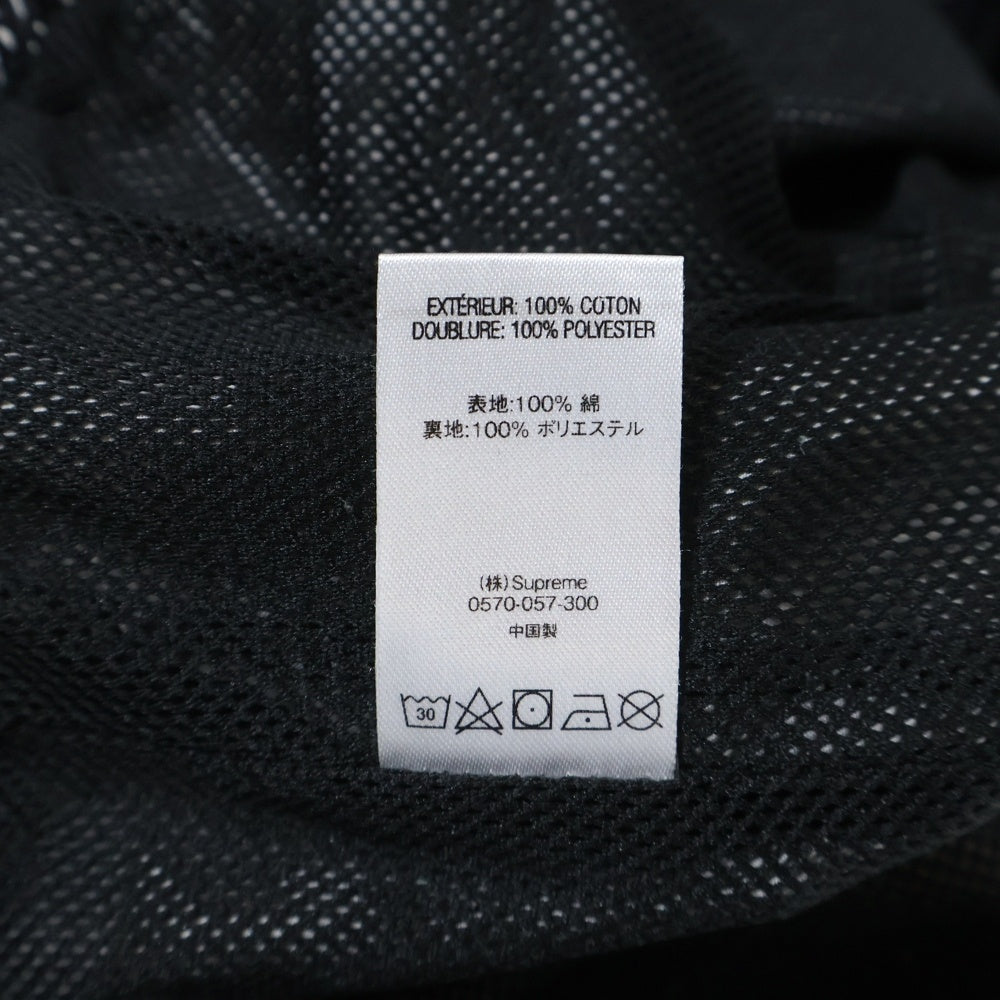 EXTÉRIEUR: 100% COTON
DOUBLURE: 100% POLYESTER
表地:100% 綿
裏地:100% ポリエステル
(株)Supreme
0570-057-300
中国製
30